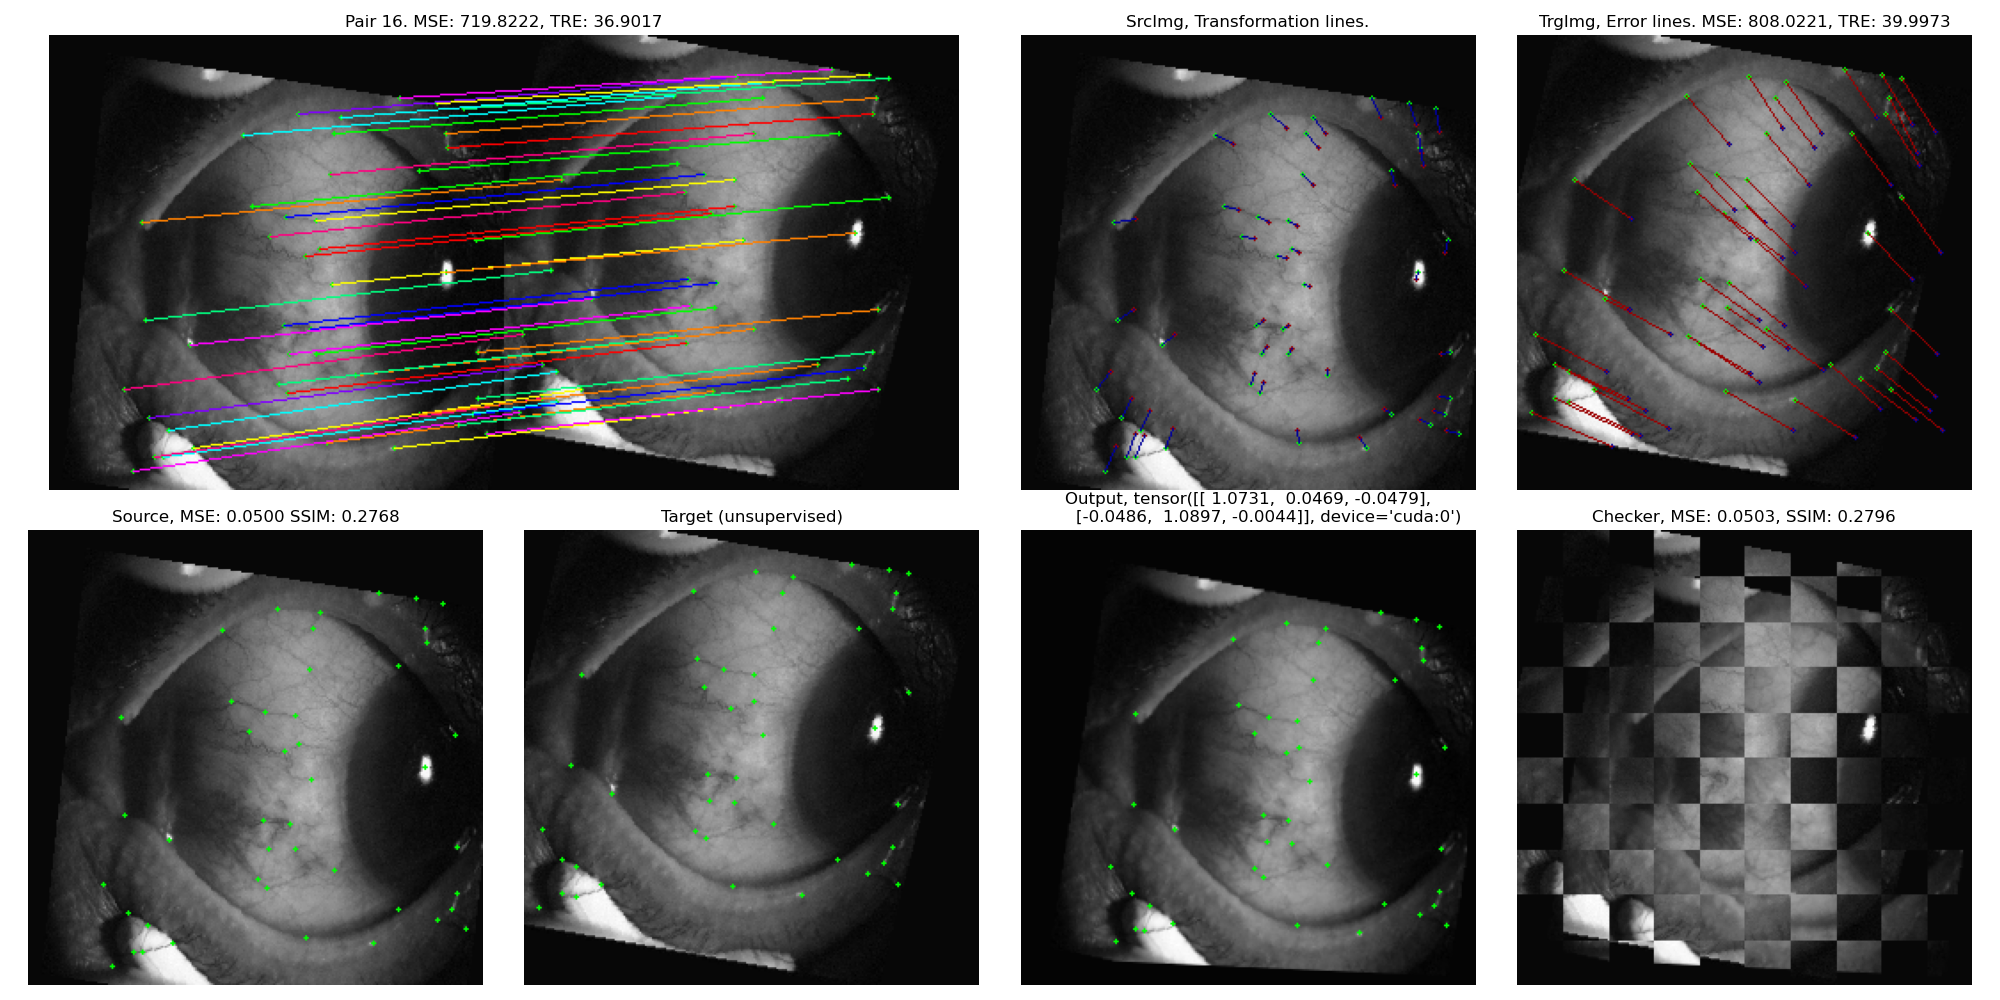 Pair 16. MSE: 719.8222, TRE: 36.9017
SrcImg, Transformation lines.
TrgImg, Error lines. MSE: 808.0221, TRE: 39.9973
Source, MSE: 0.0500 SSIM: 0.2768
Target (unsupervised)
Output, tensor([[ 1.0731,  0.0469, -0.0479],
[-0.0486,  1.0897, -0.0044]], device='cuda:0')
Checker, MSE: 0.0503, SSIM: 0.2796